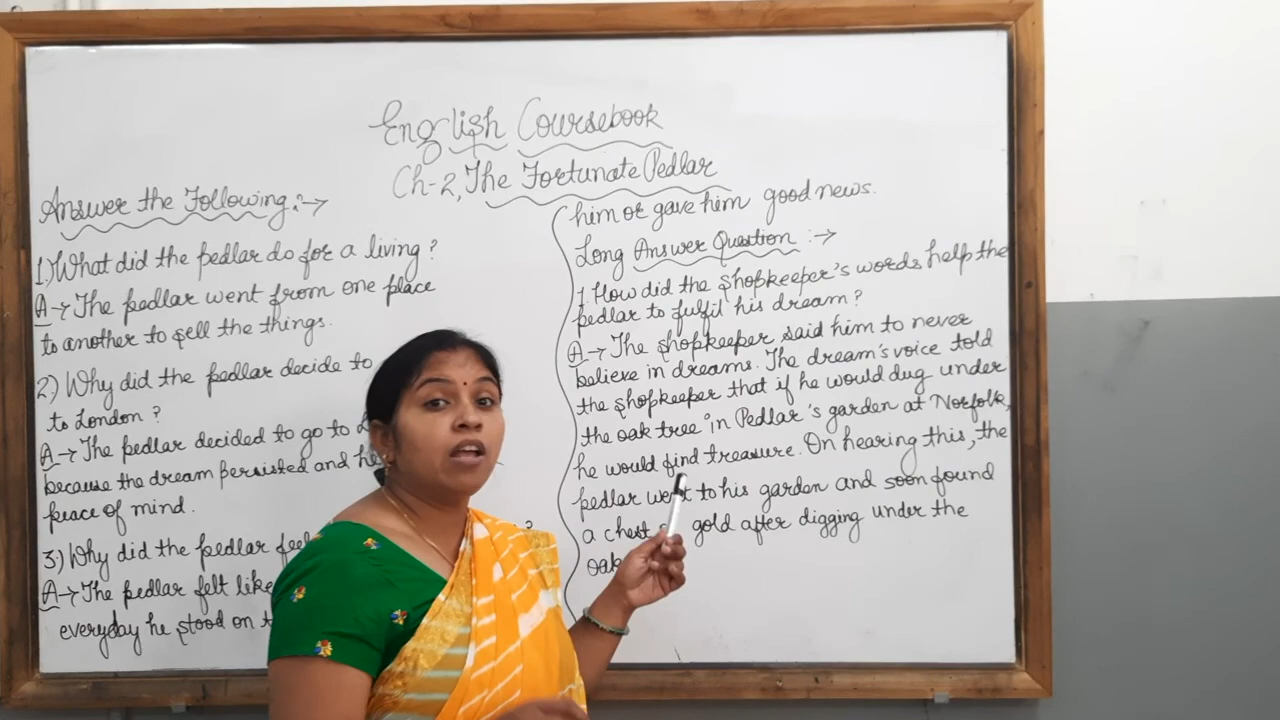 English Coursebook
Ch-2, The Fortunate Pedlar
Answer the Following:→
1) What did the pedlar do for a living?
A→ The pedlar went from one place
to another to sell the things.
2) Why did the pedlar decide to
to London?
A→ The pedlar decided to go to
because the dream persisted and he
peace of mind.
3) Why did the pedlar feel
?
A→ The pedlar felt like
everyday he stood on
him or gave him good news.
Long Answer Question :→
1. How did the shopkeeper's words help the
pedlar to fulfil his dream?
A→ The shopkeeper said him to never
believe in dreams. The dream's voice told
the shopkeeper that if he would dug under
the oak tree in Pedlar's garden at Norfolk,
he would find treasure. On hearing this, the
pedlar went to his garden and soon found
a chest gold after digging under the
oak